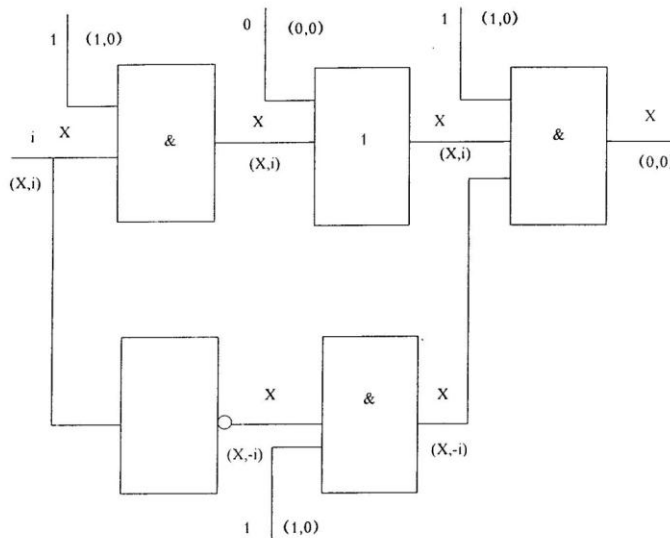 1 (1,0) 0 (0,0) 1 (1,0)
i X & X 1 X & X
(X,i) (X,i) (X,i) (0,0
X & X
(X,-i) (X,-i)
1 (1,0)